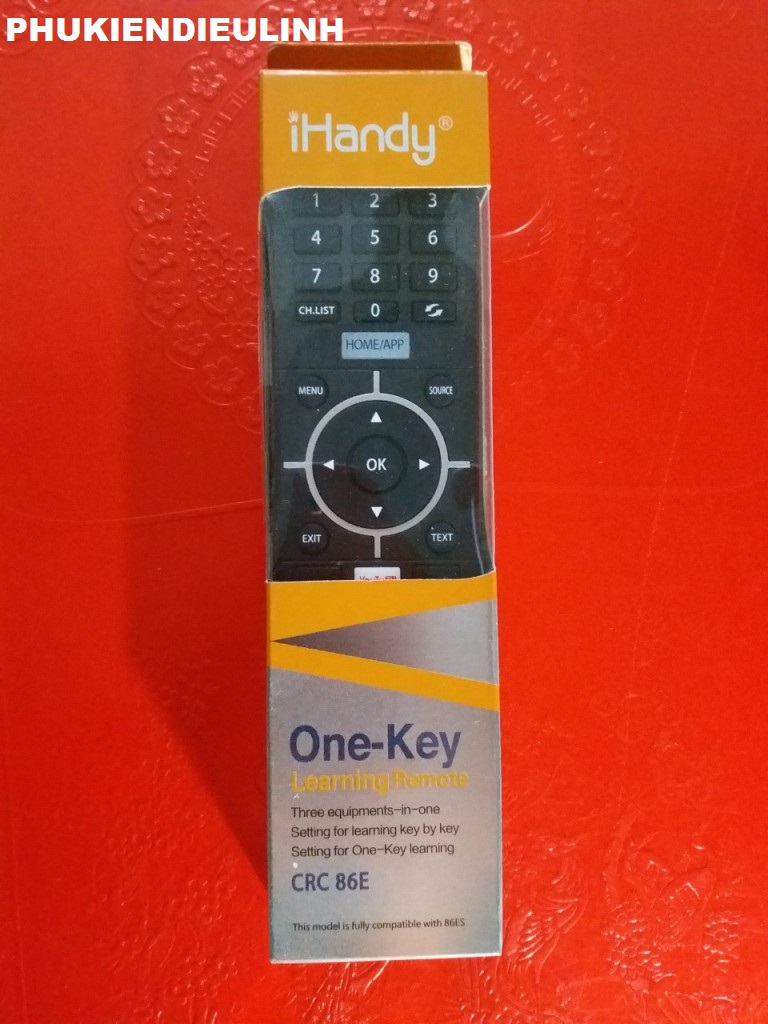 PHUKIENDIEULINH
iHandy®
1 2 3
4 5 6
7 8 9
CH.LIST 0
HOME/APP
MENU SOURCE
OK
EXIT TEXT
One-Key
Learning Remote
Three equipments-in-one
Setting for learning key by key
Setting for One-Key learning
CRC 86E
This model is fully compatible with 86ES